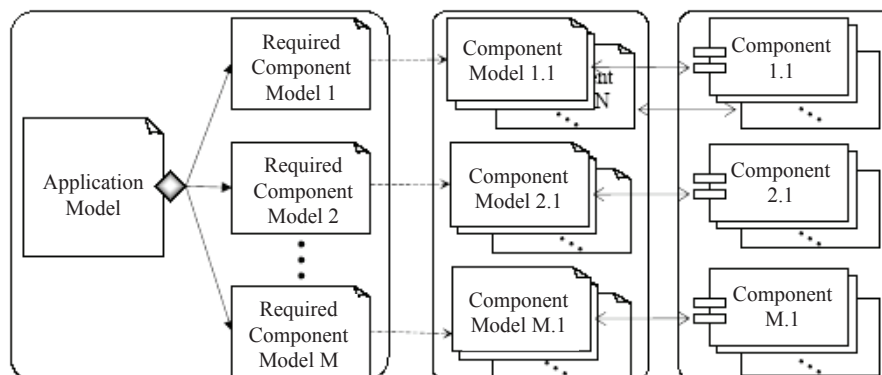 Required
Component
Model 1
Component
Model 1.1
N
Component
1.1
Application
Model
Required
Component
Model 2
Component
Model 2.1
Component
2.1
Required
Component
Model M
Component
Model M.1
Component
M.1